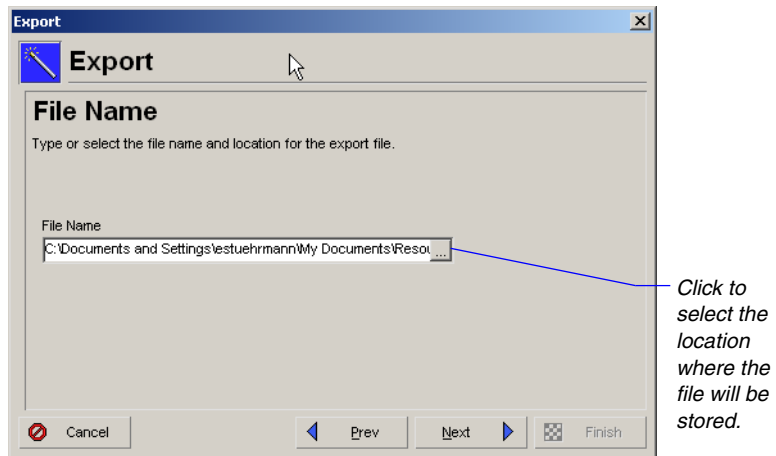 Export
Export
File Name
Type or select the file name and location for the export file.
File Name
C:\Documents and Settings\estuehrmann\My Documents\Resou
...
Click to
select the
location
where the
file will be
stored.
Cancel
Prev
Next
Finish